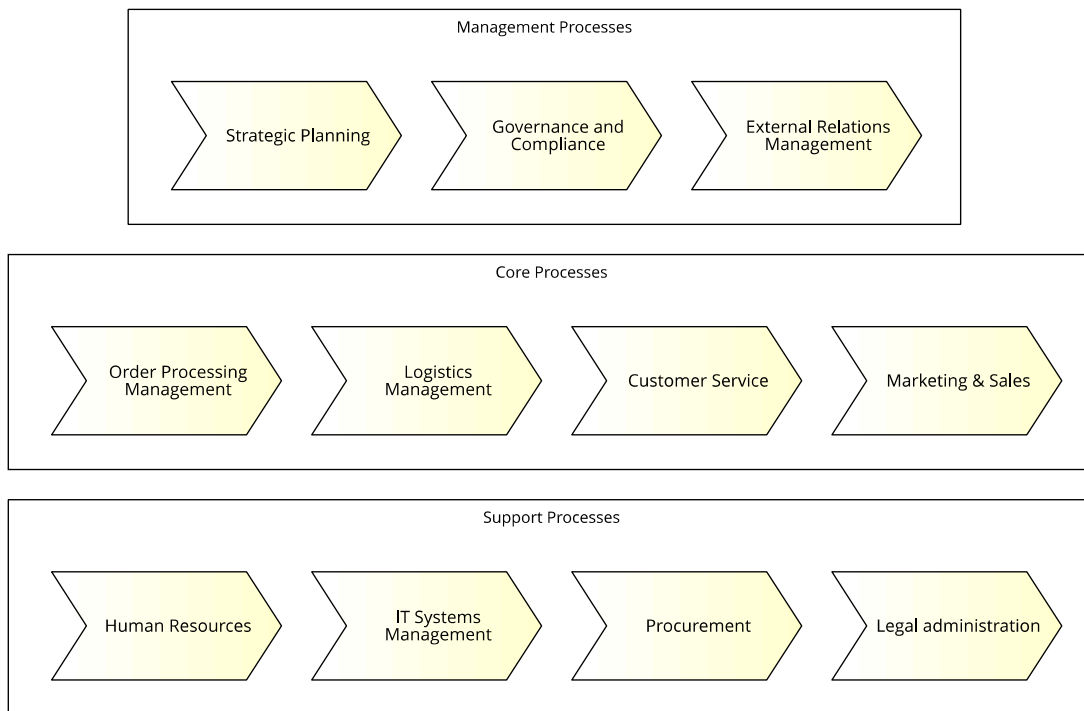 Management Processes
Strategic Planning
Governance and
Compliance
External Relations
Management
Core Processes
Order Processing
Management
Logistics
Management
Customer Service
Marketing & Sales
Support Processes
Human Resources
IT Systems
Management
Procurement
Legal administration